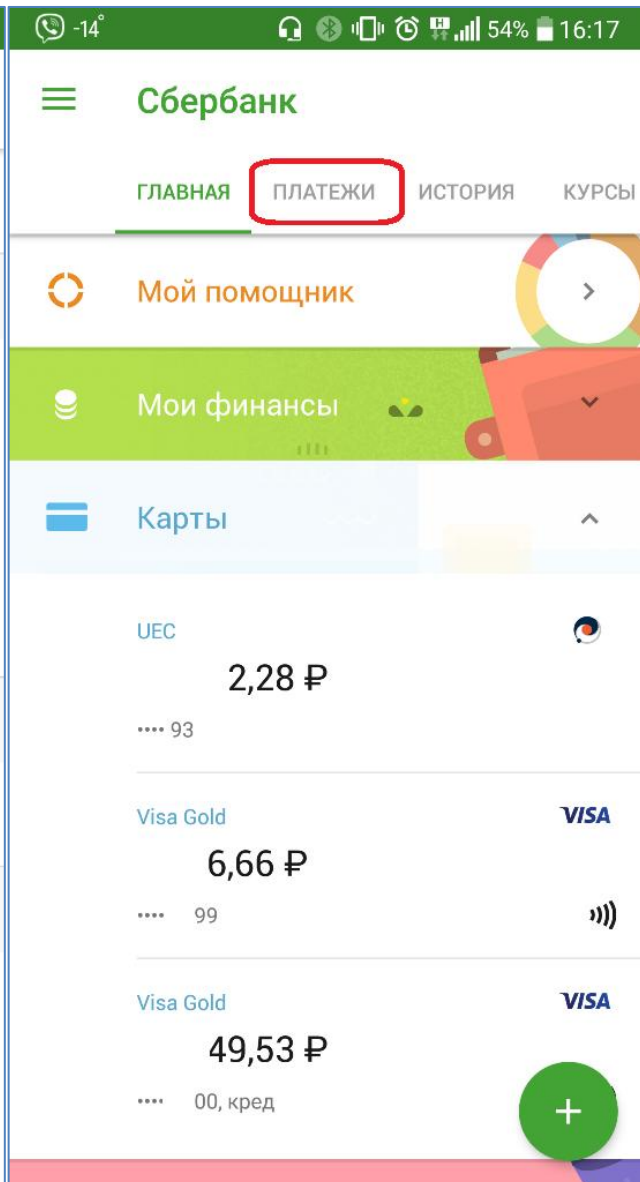 -14° H 54% 16:17
Сбербанк
ГЛАВНАЯ ПЛАТЕЖИ ИСТОРИЯ КУРСЫ
Мой помощник
Мои финансы
Карты
UEC
2,28 ₽
•••• 93
Visa Gold VISA
6,66 ₽
•••• 99
Visa Gold VISA
49,53 ₽
•••• 00, кред
+